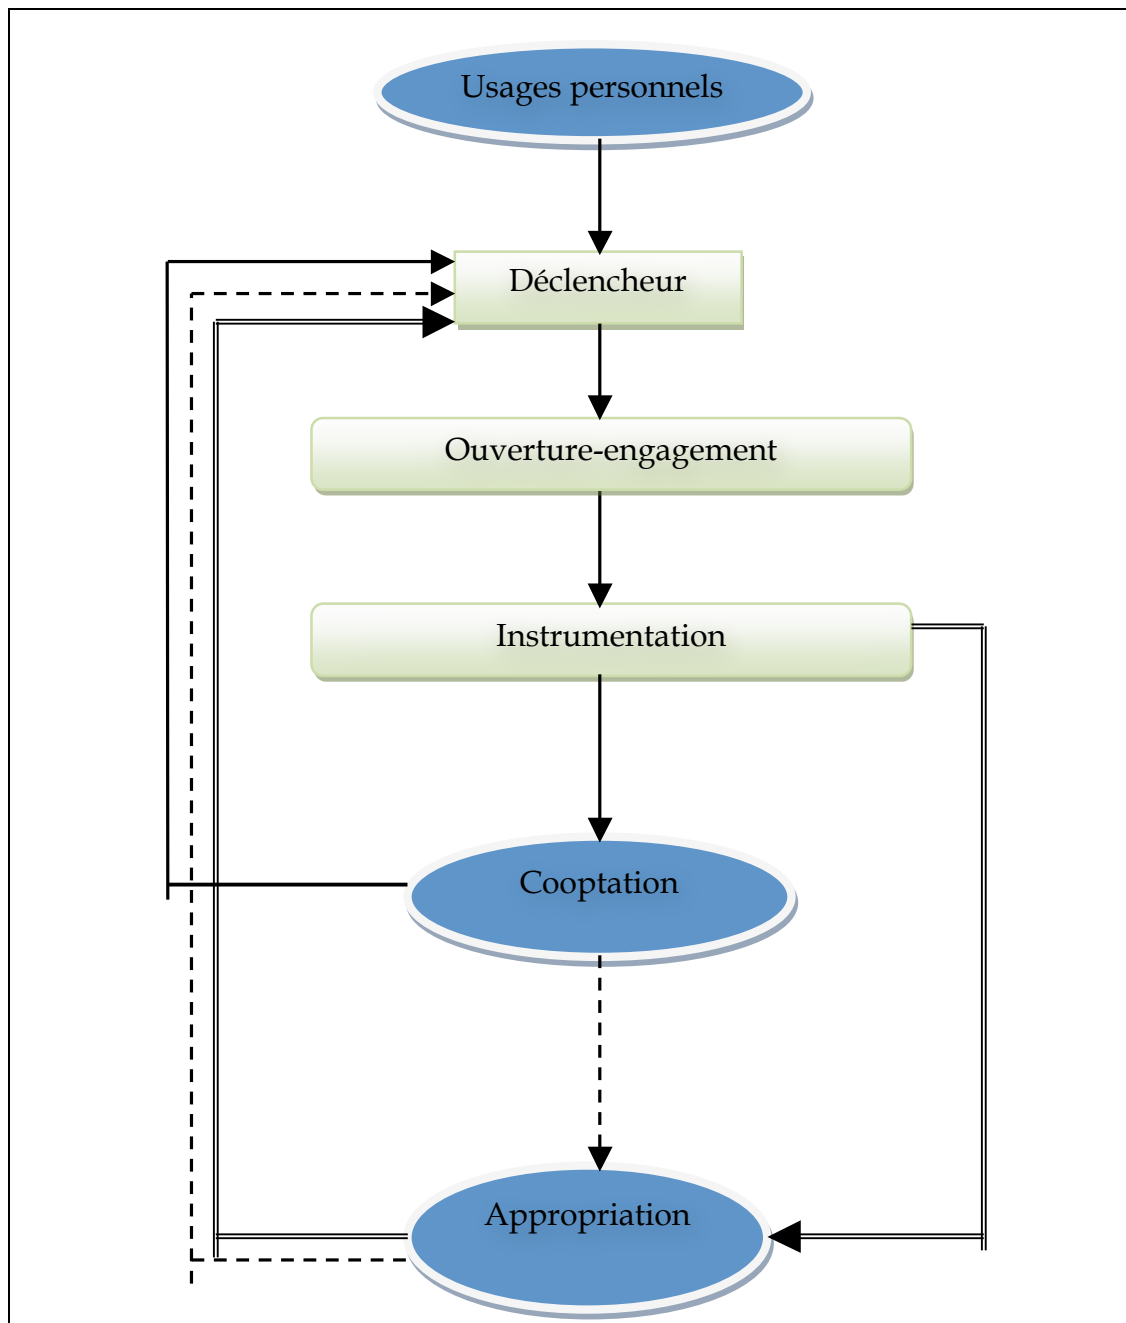 Usages personnels
Déclencheur
Ouverture-engagement
Instrumentation
Cooptation
Appropriation